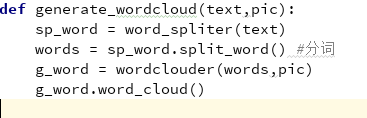 def generate_wordcloud(text,pic):
    sp_word = word_spliter(text)
    words = sp_word.split_word() #分词
    g_word = wordclouder(words,pic)
    g_word.word_cloud()